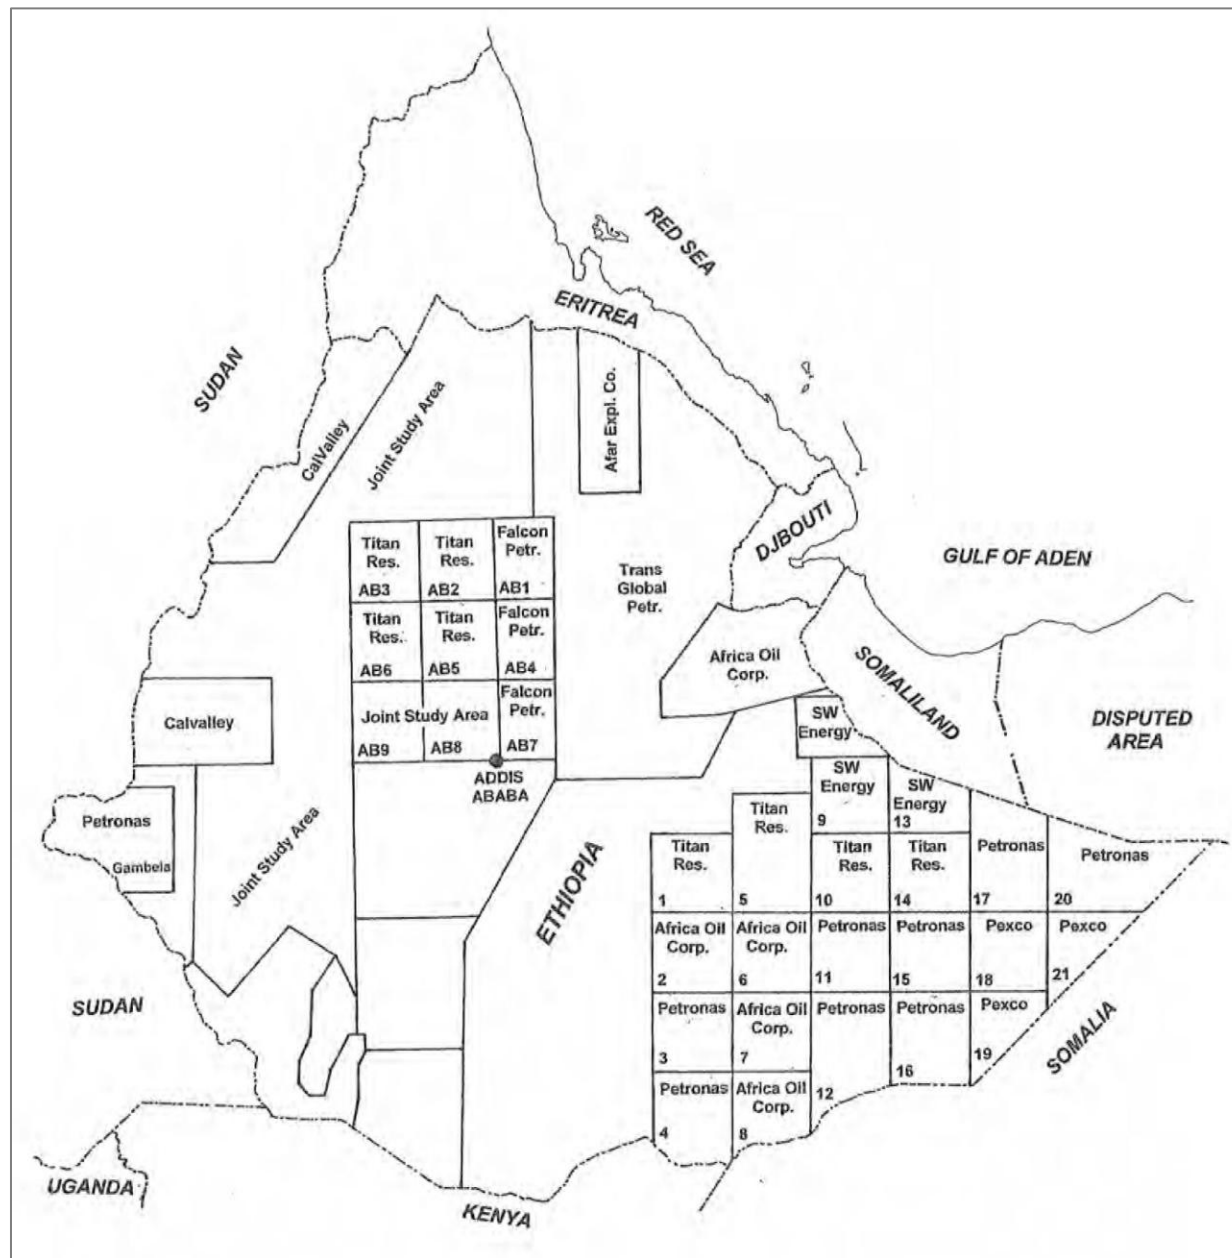 RED SEA
ERITREA
SUDAN
CalValley
Joint Study Area
Afar Expl. Co.
DJBOUTI
GULF OF ADEN
Titan
Res.
AB3
Titan
Res.
AB2
Falcon
Petr.
AB1
Trans
Global
Petr.
Titan
Res.
AB6
Titan
Res.
AB5
Falcon
Petr.
AB4
Africa Oil
Corp.
SOMALILAND
DISPUTED
AREA
Calvalley
Joint Study Area
AB9
AB8
Falcon
Petr.
AB7
ADDIS
ABABA
SW
Energy
Petronas
Gambela
Joint Study Area
ETHIOPIA
SW
Energy
9
SW
Energy
13
Titan
Res.
1
Titan
Res.
5
Titan
Res.
10
Titan
Res.
14
Petronas
17
Petronas
20
Africa Oil
Corp.
2
Africa Oil
Corp.
6
Petronas
11
Petronas
15
Pexco
18
Pexco
21
Petronas
3
Africa Oil
Corp.
7
Petronas
12
Petronas
16
Pexco
19
Petronas
4
Africa Oil
Corp.
8
SOMALIA
SUDAN
UGANDA
KENYA